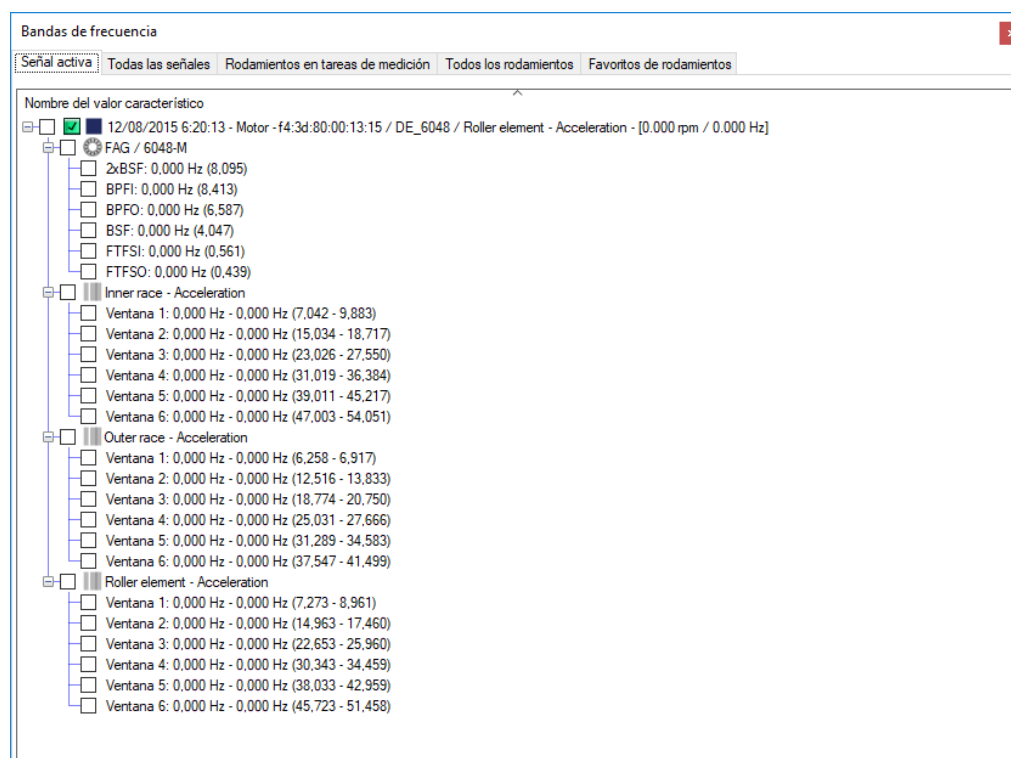 Bandas de frecuencia
Señal activa Todas las señales Rodamientos en tareas de medición Todos los rodamientos Favoritos de rodamientos
Nombre del valor característico
12/08/2015 6:20:13 - Motor - f4:3d:80:00:13:15 / DE_6048 / Roller element - Acceleration - [0.000 rpm / 0.000 Hz]
FAG / 6048-M
2xBSF: 0,000 Hz (8,095)
BPFI: 0,000 Hz (8,413)
BPFO: 0,000 Hz (6,587)
BSF: 0,000 Hz (4,047)
FTFSI: 0,000 Hz (0,561)
FTFSO: 0,000 Hz (0,439)
Inner race - Acceleration
Ventana 1: 0,000 Hz - 0,000 Hz (7,042 - 9,883)
Ventana 2: 0,000 Hz - 0,000 Hz (15,034 - 18,717)
Ventana 3: 0,000 Hz - 0,000 Hz (23,026 - 27,550)
Ventana 4: 0,000 Hz - 0,000 Hz (31,019 - 36,384)
Ventana 5: 0,000 Hz - 0,000 Hz (39,011 - 45,217)
Ventana 6: 0,000 Hz - 0,000 Hz (47,003 - 54,051)
Outer race - Acceleration
Ventana 1: 0,000 Hz - 0,000 Hz (6,258 - 6,917)
Ventana 2: 0,000 Hz - 0,000 Hz (12,516 - 13,833)
Ventana 3: 0,000 Hz - 0,000 Hz (18,774 - 20,750)
Ventana 4: 0,000 Hz - 0,000 Hz (25,031 - 27,666)
Ventana 5: 0,000 Hz - 0,000 Hz (31,289 - 34,583)
Ventana 6: 0,000 Hz - 0,000 Hz (37,547 - 41,499)
Roller element - Acceleration
Ventana 1: 0,000 Hz - 0,000 Hz (7,273 - 8,961)
Ventana 2: 0,000 Hz - 0,000 Hz (14,963 - 17,460)
Ventana 3: 0,000 Hz - 0,000 Hz (22,653 - 25,960)
Ventana 4: 0,000 Hz - 0,000 Hz (30,343 - 34,459)
Ventana 5: 0,000 Hz - 0,000 Hz (38,033 - 42,959)
Ventana 6: 0,000 Hz - 0,000 Hz (45,723 - 51,458)